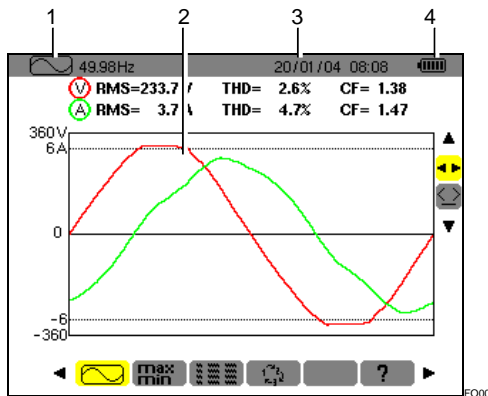 1 2 3 4
49.98Hz 20/01/04 08:08
V RMS=233.7 V THD= 2.6% CF= 1.38
A RMS= 3.7 A THD= 4.7% CF= 1.47
360V
6A
0
-6
-360
max
min
?